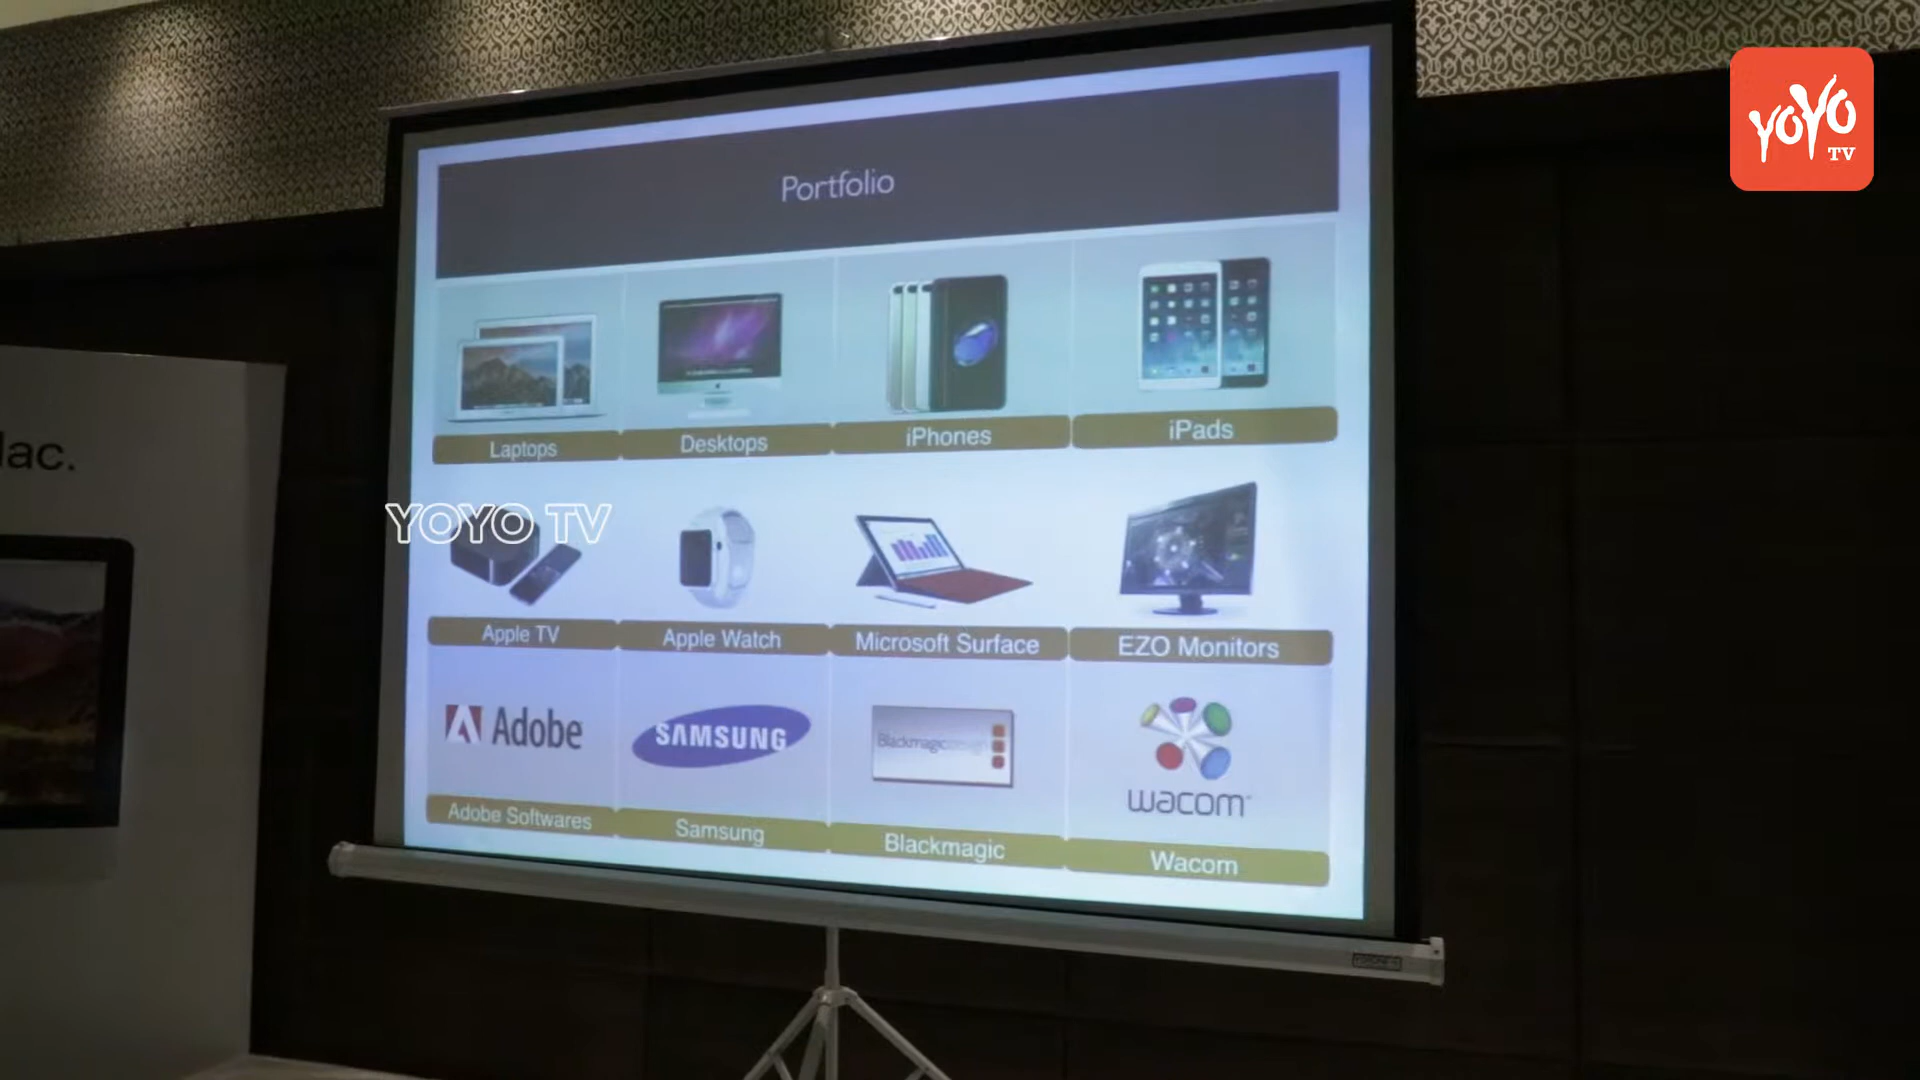 YOYO
TV
Portfolio
Laptops
Desktops
iPhones
iPads
lac.
YOYO TV
Apple TV
Apple Watch
Microsoft Surface
EZO Monitors
Adobe
SAMSUNG
Blackmagicdesign
wacom
Adobe Softwares
Samsung
Blackmagic
Wacom